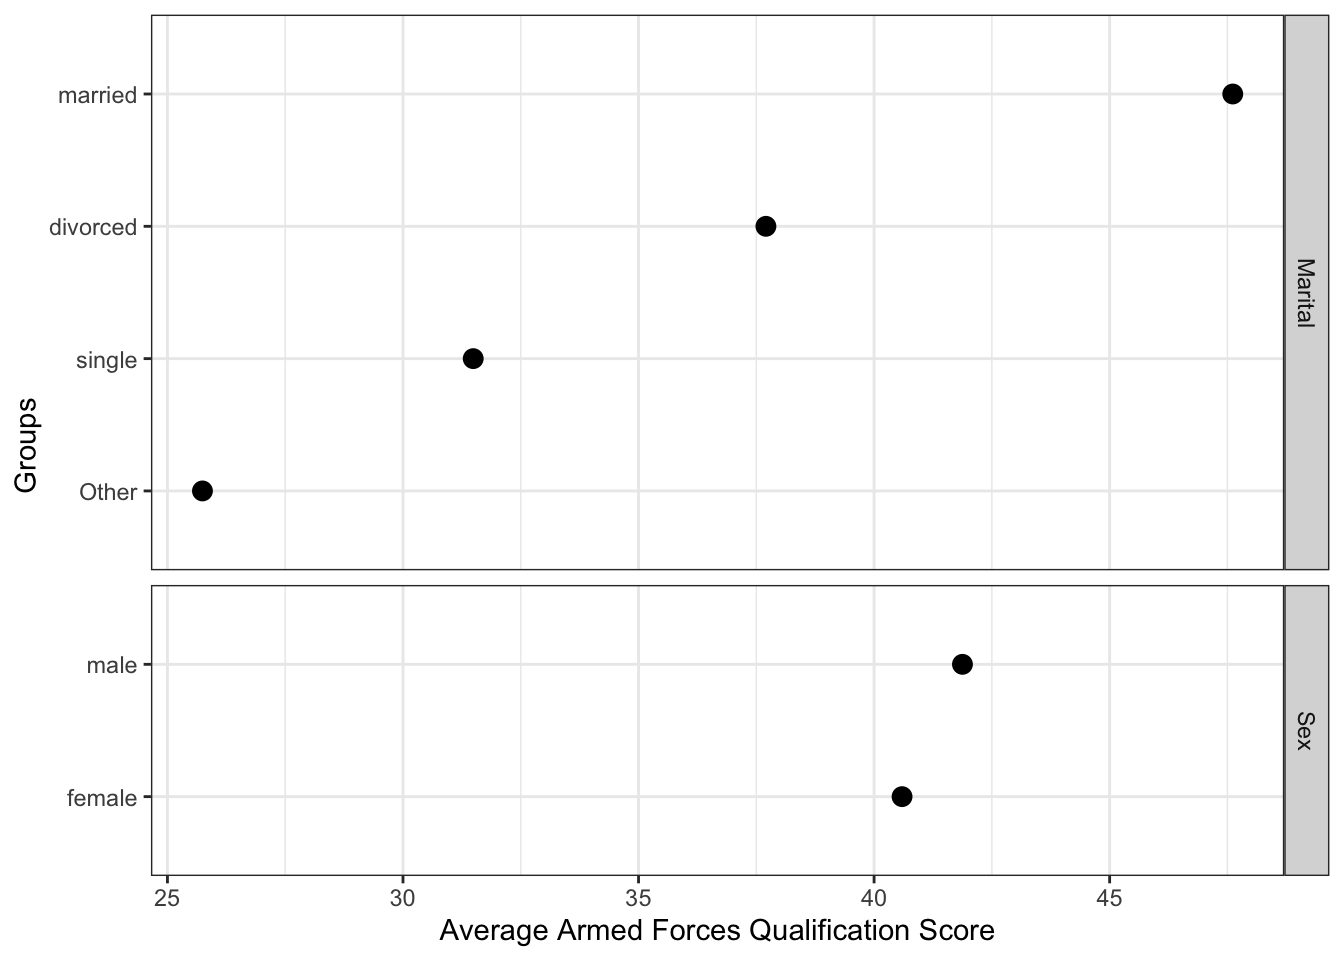 Groups
married
divorced
single
Other
Marital
male
female
Sex
25 30 35 40 45
Average Armed Forces Qualification Score